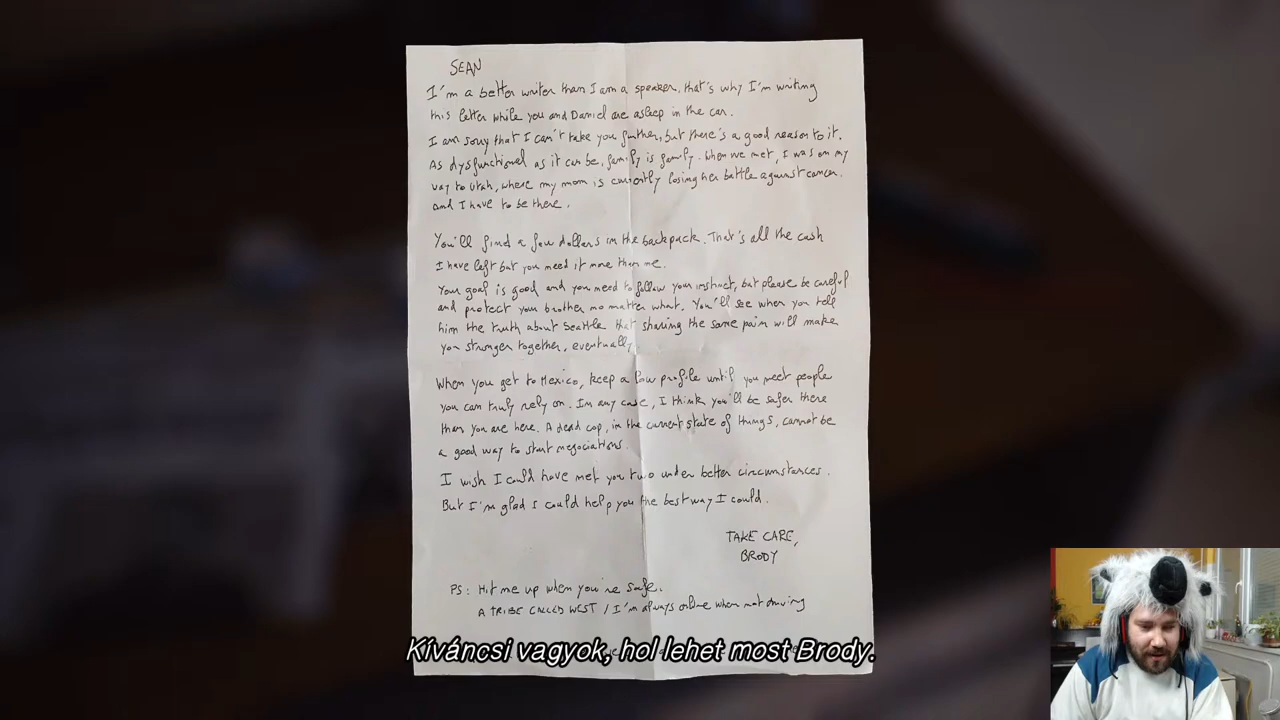 SEAN
I'm a better writer than I am a speaker, that's why I'm writing
this letter while you and Daniel are asleep in the car.
I am sorry that I can't take you further, but there's a good reason to it.
As dysfunctional as it can be, family is family. When we met, I was on my
way to Utah, where my mom is currently losing her battle against cancer.
and I have to be there.
You'll find a few dollars in the backpack. That's all the cash
I have left but you need it more than me.
Your goal is good and you need to follow your instinct, but please be careful
and protect your brother no matter what. You'll see when you tell
him the truth about Seattle that sharing the same pain will make
you stronger together, eventually.
When you get to Mexico, keep a low profile until you meet people
you can truly rely on. In any case, I think you'll be safer there
than you are here. A dead cop, in the current state of things, cannot be
a good way to start negociations.
I wish I could have met you two under better circumstances.
But I'm glad I could help you the best way I could.
TAKE CARE,
BRODY
PS: Hit me up when you're safe.
A TRIBE CALLED WEST / I'm always online when not driving
Kíváncsi vagyok, hol lehet most Brody.